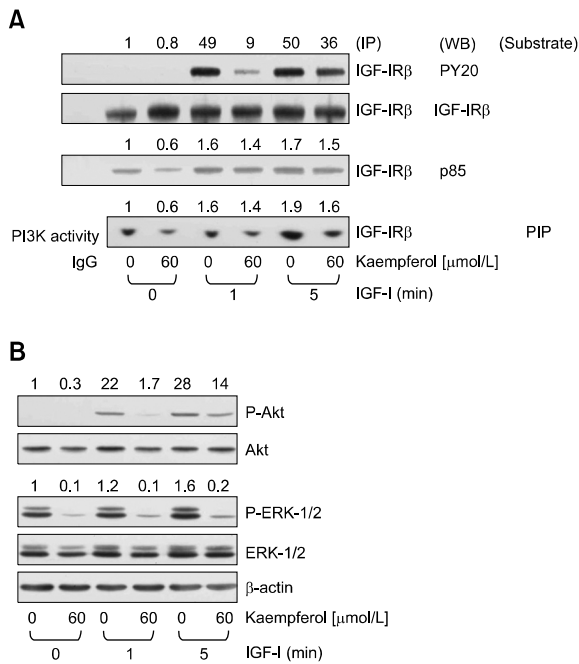 A
1 0.8 49 9 50 36 (IP) (WB) (Substrate)
IGF-IRβ PY20
IGF-IRβ IGF-IRβ
1 0.6 1.6 1.4 1.7 1.5
IGF-IRβ p85
1 0.6 1.6 1.4 1.9 1.6
PI3K activity IGF-IRβ PIP
IgG 0 60 0 60 0 60 Kaempferol [μmol/L]
0 1 5 IGF-I (min)
B
1 0.3 22 1.7 28 14
P-Akt
Akt
1 0.1 1.2 0.1 1.6 0.2
P-ERK-1/2
ERK-1/2
β-actin
0 60 0 60 0 60 Kaempferol [μmol/L]
0 1 5 IGF-I (min)